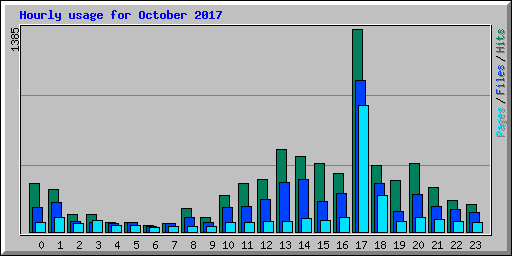 Hourly usage for October 2017
1385
Pages/Files/Hits
0 1 2 3 4 5 6 7 8 9 10 11 12 13 14 15 16 17 18 19 20 21 22 23